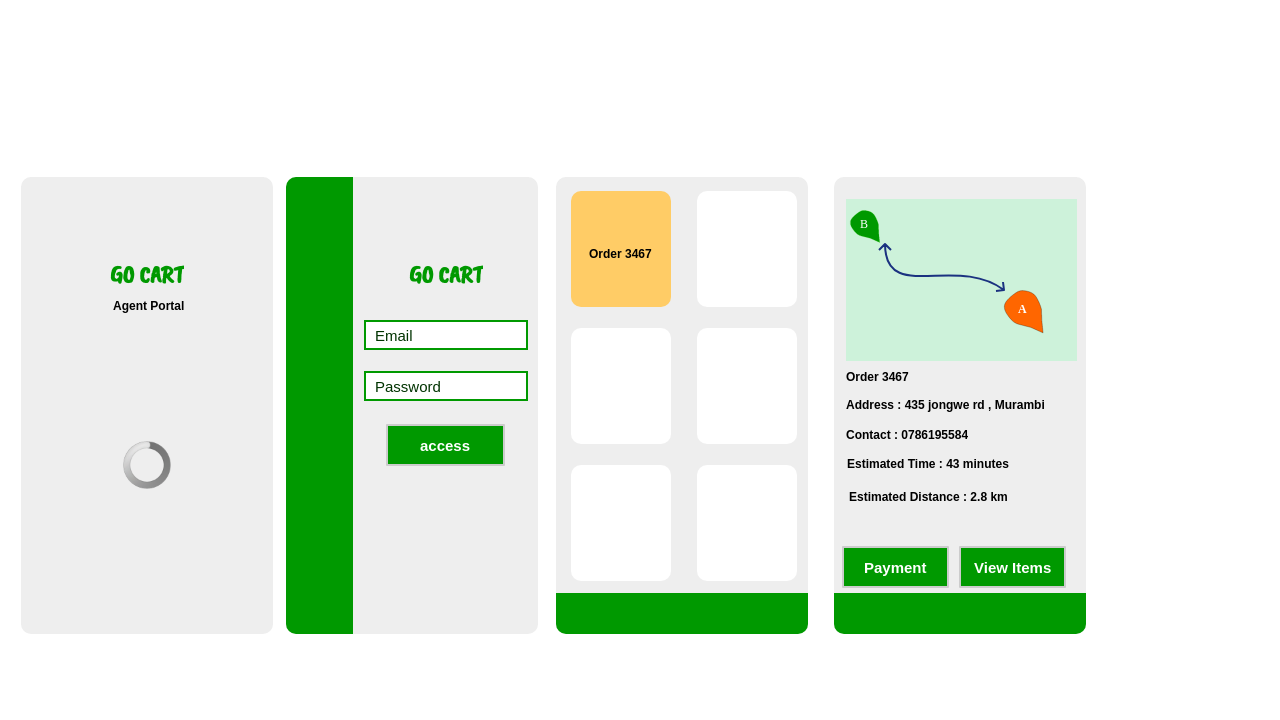 GO CART
Agent Portal
GO CART
Email
Password
access
Order 3467
B
A
Order 3467
Address : 435 jongwe rd , Murambi
Contact : 0786195584
Estimated Time : 43 minutes
Estimated Distance : 2.8 km
Payment
View Items